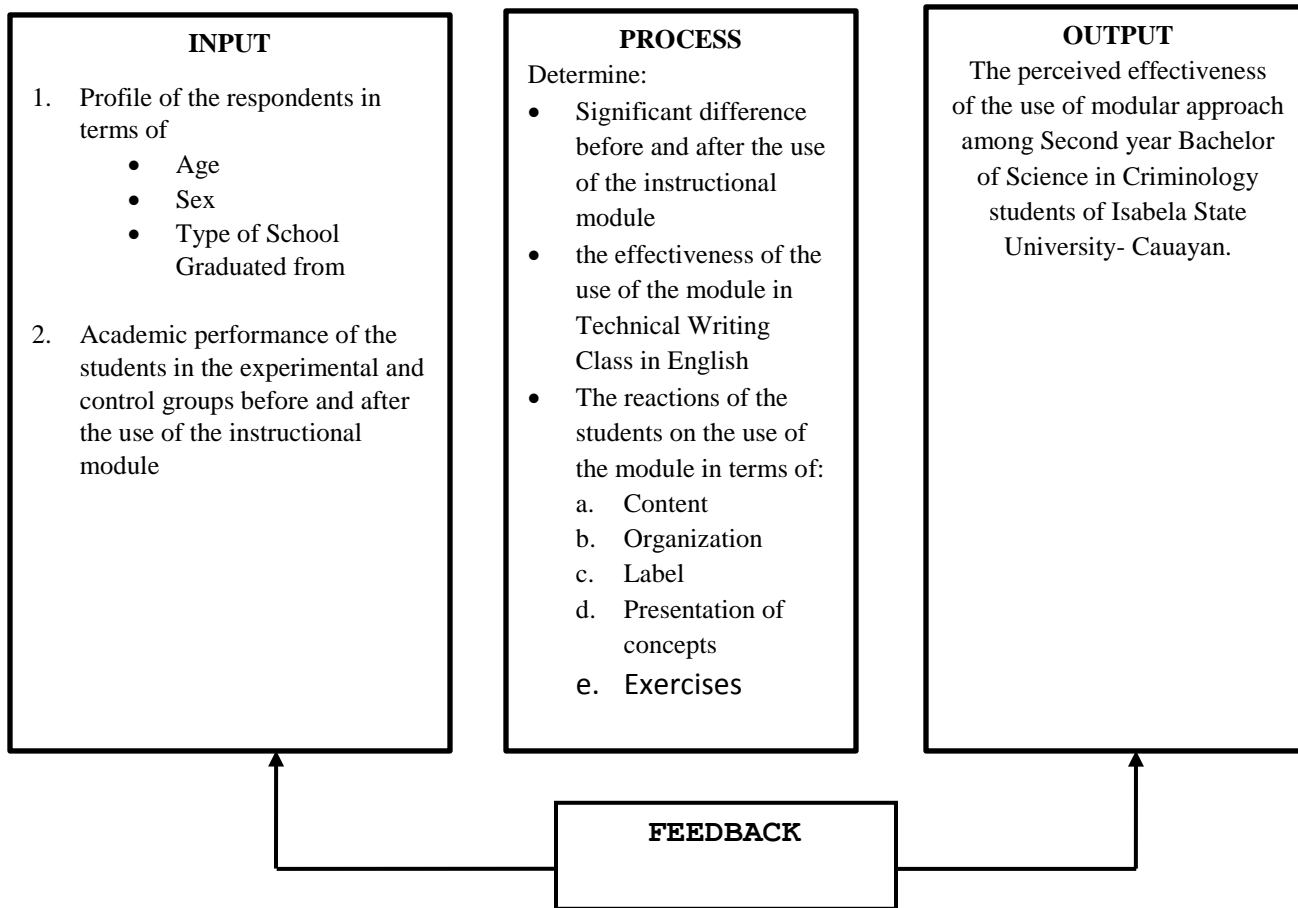 INPUT
1. Profile of the respondents in
terms of
• Age
• Sex
• Type of School
Graduated from
2. Academic performance of the
students in the experimental and
control groups before and after
the use of the instructional
module
PROCESS
Determine:
• Significant difference
before and after the use
of the instructional
module
• the effectiveness of the
use of the module in
Technical Writing
Class in English
• The reactions of the
students on the use of
the module in terms of:
a. Content
b. Organization
c. Label
d. Presentation of
concepts
e. Exercises
OUTPUT
The perceived effectiveness
of the use of modular approach
among Second year Bachelor
of Science in Criminology
students of Isabela State
University- Cauayan.
FEEDBACK